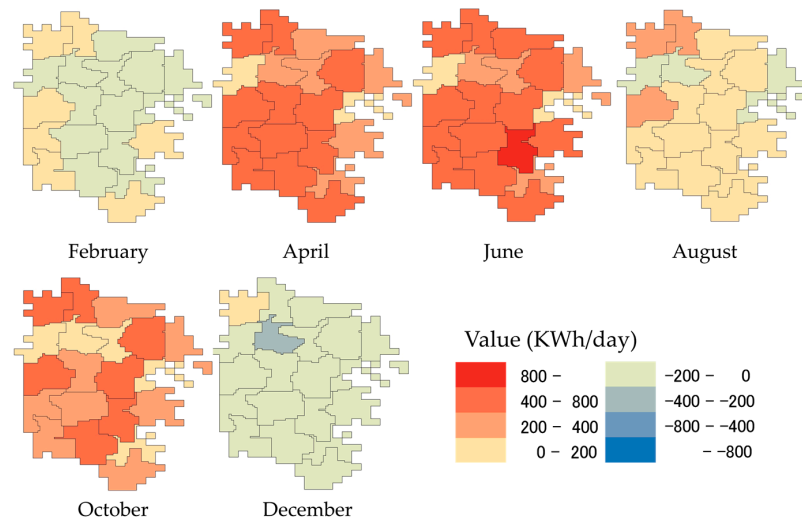 February
April
June
August
October
December
Value (KWh/day)
800 -
400 - 800
200 - 400
0 - 200
-200 - 0
-400 - -200
-800 - -400
- -800